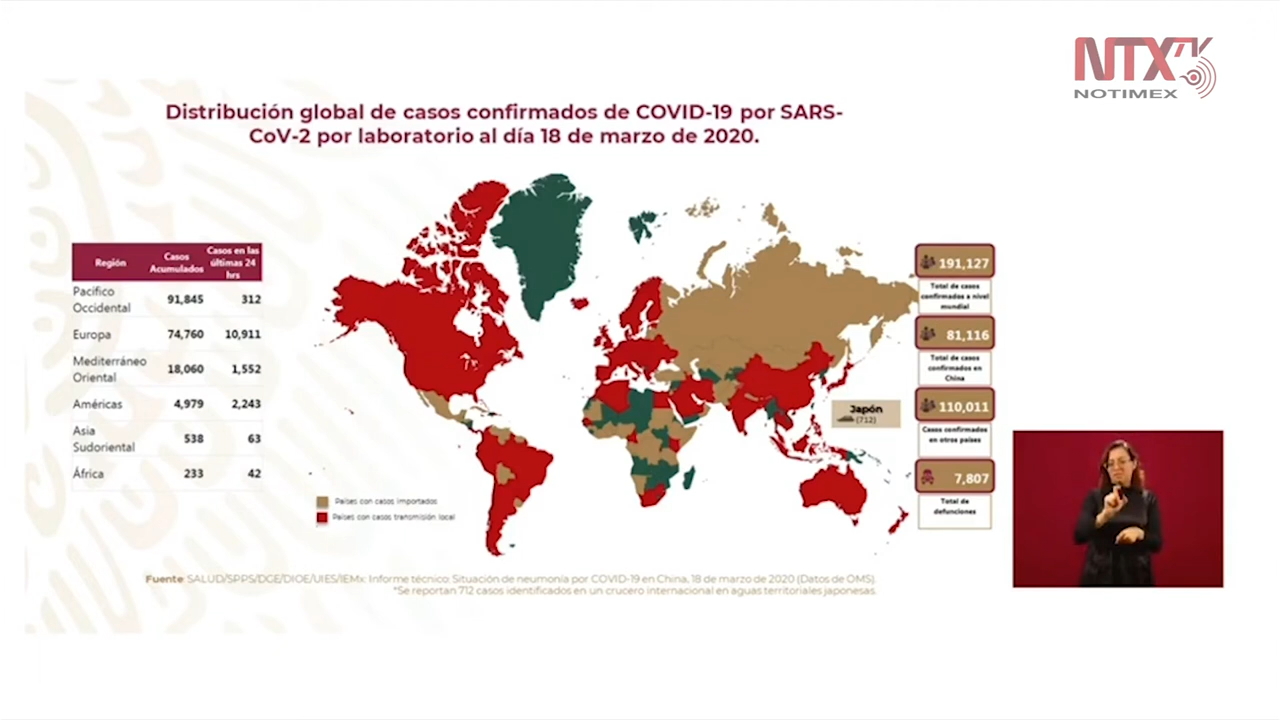 NTX TV
NOTIMEX
Distribución global de casos confirmados de COVID-19 por SARS-
CoV-2 por laboratorio al día 18 de marzo de 2020.
Región Casos Acumulados Casos en las últimas 24 hrs
Pacífico Occidental 91,845 312
Europa 74,760 10,911
Mediterráneo Oriental 18,060 1,552
Américas 4,979 2,243
Asia Sudoriental 538 63
África 233 42
Japón
(712)
191,127
Total de casos
confirmados a nivel
mundial
81,116
Total de casos
confirmados en
China
110,011
Casos confirmados
en otros países
7,807
Total de
defunciones
Países con casos importados
Países con casos transmisión local
Fuente: SALUD/SPPS/DGE/DIOE/UIES/IEMx: Informe técnico: Situación de neumonía por COVID-19 en China, 18 de marzo de 2020 (Datos de OMS).
*Se reportan 712 casos identificados en un crucero internacional en aguas territoriales japonesas.